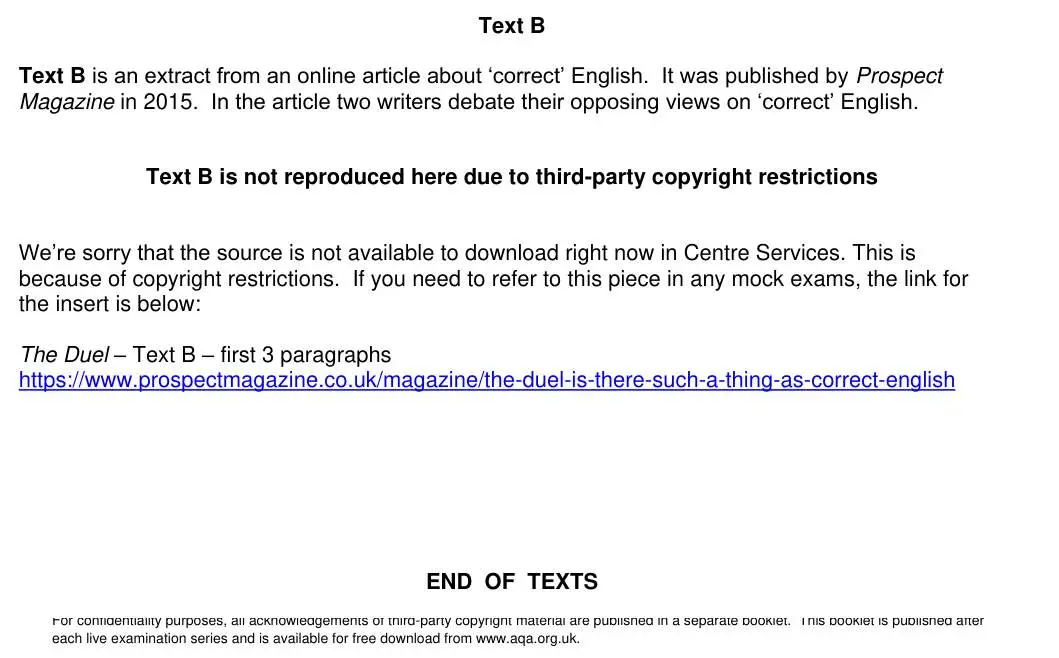 Text B
Text B is an extract from an online article about ‘correct’ English.  It was published by Prospect
Magazine in 2015.  In the article two writers debate their opposing views on ‘correct’ English.
Text B is not reproduced here due to third-party copyright restrictions
We’re sorry that the source is not available to download right now in Centre Services. This is
because of copyright restrictions.  If you need to refer to this piece in any mock exams, the link for
the insert is below:
The Duel – Text B – first 3 paragraphs
https://www.prospectmagazine.co.uk/magazine/the-duel-is-there-such-a-thing-as-correct-english
END  OF  TEXTS
For confidentiality purposes, all acknowledgements of third-party copyright material are published in a separate booklet.  This booklet is published after
each live examination series and is available for free download from www.aqa.org.uk.